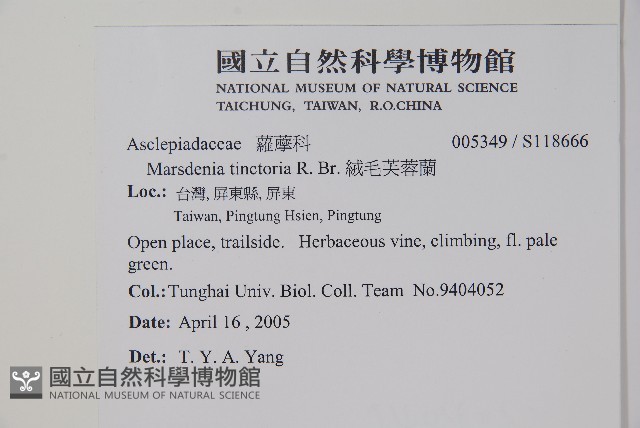 國立自然科學博物館
NATIONAL MUSEUM OF NATURAL SCIENCE
TAICHUNG, TAIWAN, R.O.CHINA
Asclepiadaceae 蘿藦科 005349 / S118666
Marsdenia tinctoria R. Br. 絨毛芙蓉蘭
Loc.: 台灣, 屏東縣, 屏東
Taiwan, Pingtung Hsien, Pingtung
Open place, trailside. Herbaceous vine, climbing, fl. pale
green.
Col.: Tunghai Univ. Biol. Coll. Team No.9404052
Date: April 16 , 2005
Det.: T. Y. A. Yang
國立自然科學博物館
NATIONAL MUSEUM OF NATURAL SCIENCE